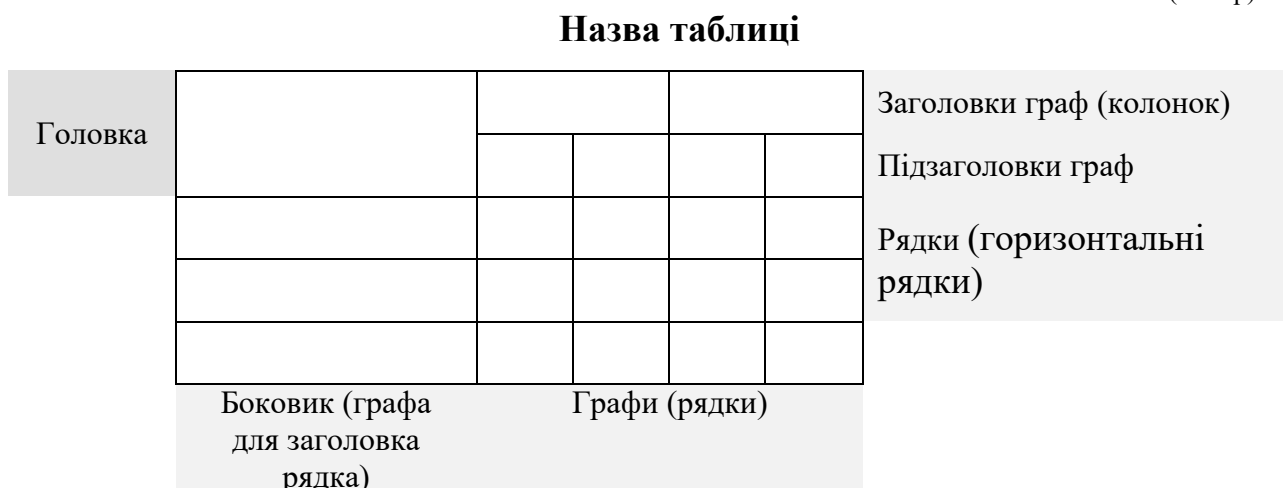 Назва таблиці
Головка
Заголовки граф (колонок)
Підзаголовки граф
Рядки (горизонтальні
рядки)
Боковик (графа
для заголовка
рядка)
Графи (рядки)